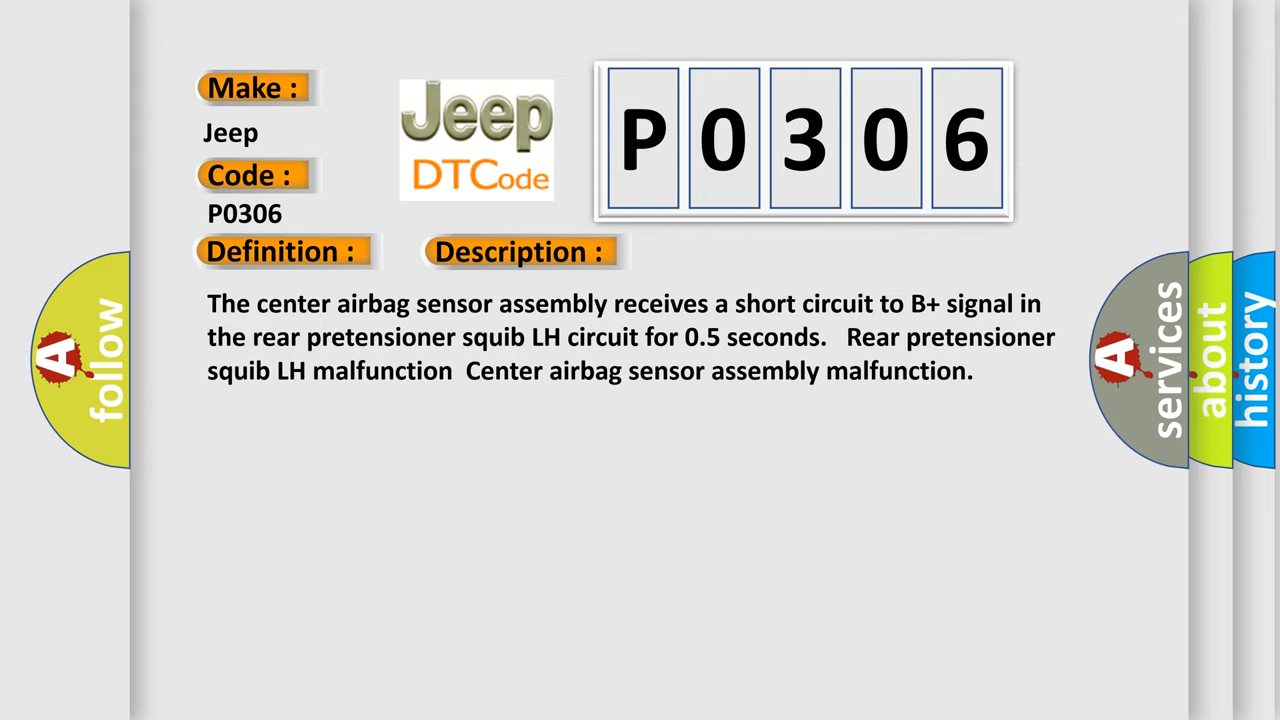 Make :
Jeep
Code :
P0306
Jeep
DTCode
P0306
Definition :
Description :
The center airbag sensor assembly receives a short circuit to B+ signal in
the rear pretensioner squib LH circuit for 0.5 seconds. Rear pretensioner
squib LH malfunction Center airbag sensor assembly malfunction.
A follow
A services
about
history